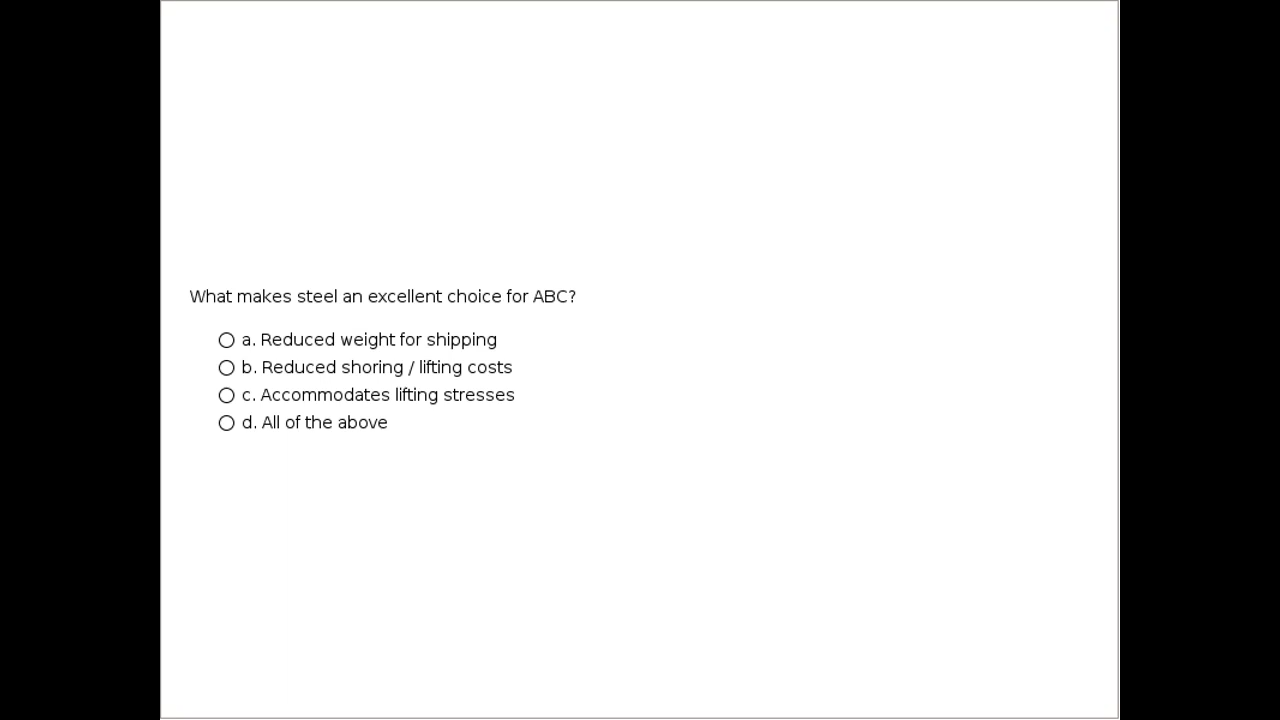 What makes steel an excellent choice for ABC?
a. Reduced weight for shipping
b. Reduced shoring / lifting costs
c. Accommodates lifting stresses
d. All of the above